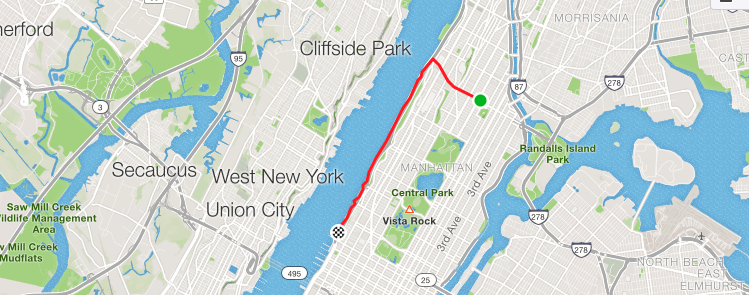 MORRISANIA
herford
Cliffside Park
95
CAST
278
87
3
Randalls Island
Park
Secaucus
MANHATTAN
3rd Ave
West New York
Central Park
Saw Mill Creek
Wildlife Management
Area
Union City
Vista Rock
278
w Mill Creek
Mudflats
3rd Ave
278
NORTH BEACH
EAST
ELMHURST
495
25